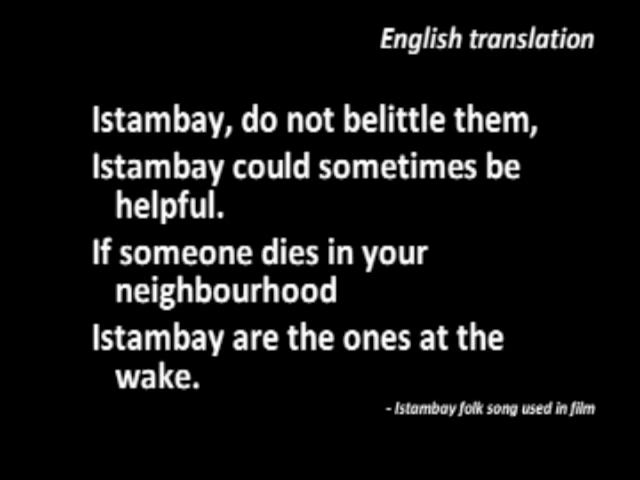 English translation
Istambay, do not belittle them,
Istambay could sometimes be
helpful.
If someone dies in your
neighbourhood
Istambay are the ones at the
wake.
- Istambay folk song used in film